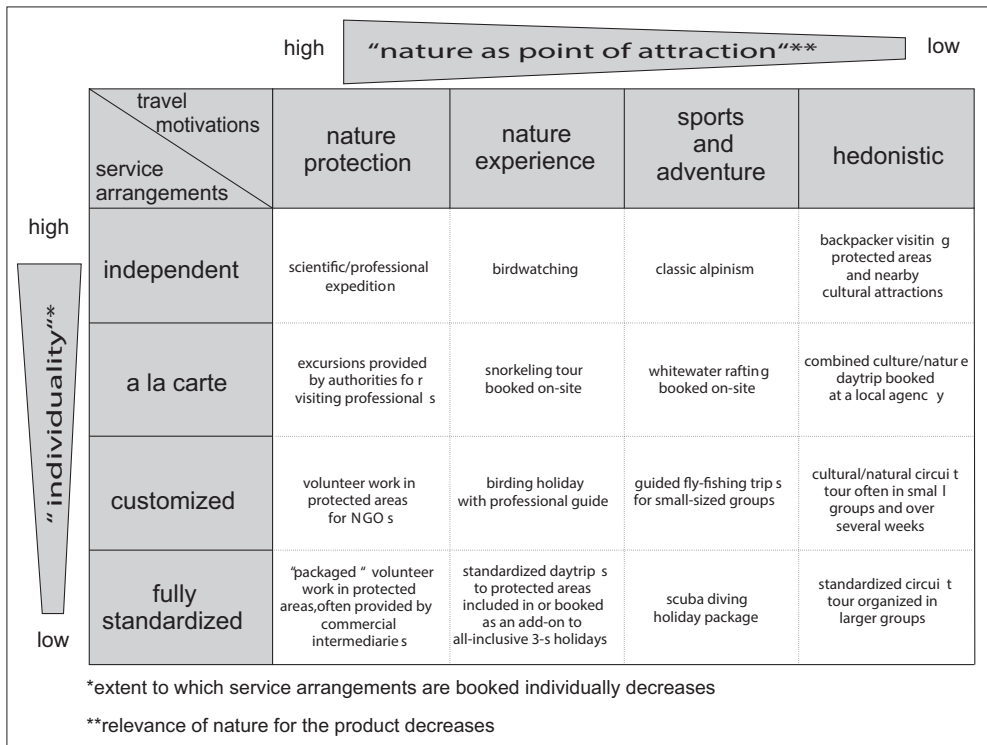 high "nature as point of attraction"** low
travel
motivations
service
arrangements
nature
protection
nature
experience
sports
and
adventure
hedonistic
high
"individuality"*
low
independent
scientific/professional
expedition
birdwatching
classic alpinism
backpacker visitin g
protected areas
and nearby
cultural attractions
a la carte
excursions provided
by authorities fo r
visiting professional s
snorkeling tour
booked on-site
whitewater rafting
booked on-site
combined culture/natur e
daytrip booked
at a local agenc y
customized
volunteer work in
protected areas
for NGO s
birding holiday
with professional guide
guided fly-fishing trip s
for small-sized groups
cultural/natural circui t
tour often in smal l
groups and over
several weeks
fully
standardized
"packaged " volunteer
work in protected
areas,often provided by
commercial
intermediarie s
standardized daytrip s
to protected areas
included in or booked
as an add-on to
all-inclusive 3-s holidays
scuba diving
holiday package
standardized circui t
tour organized in
larger groups
*extent to which service arrangements are booked individually decreases
**relevance of nature for the product decreases